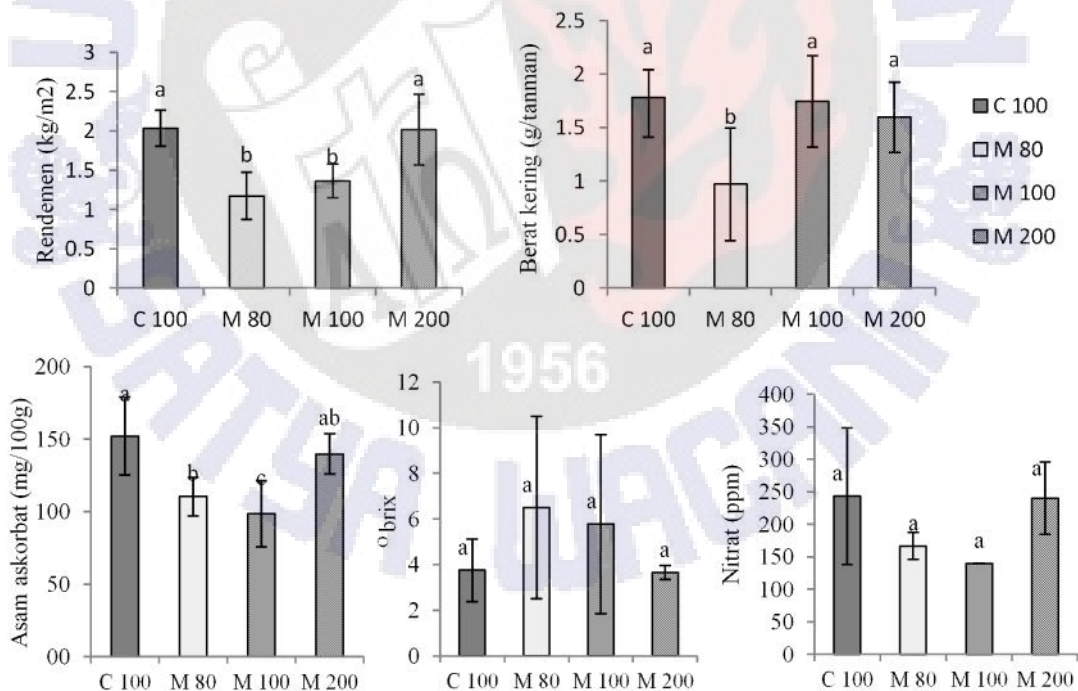 Rendemen (kg/m2)
3
2.5
2
1.5
1
0.5
0
a
b
b
a
C 100
M 80
M 100
M 200
Berat kering (g/tanman)
2.5
2
1.5
1
0.5
0
a
b
a
a
C 100
M 80
M 100
M 200
C 100
M 80
M 100
M 200
1956
SATYA WACANA
Asam askorbat (mg/100g)
200
150
100
50
00
a
b
c
ab
C 100
M 80
M 100
M 200
º brix
12
10
8
6
4
2
0
a
a
a
a
C 100
M 80
M 100
M 200
Nitrat (ppm)
400
350
300
250
200
150
100
50
0
a
a
a
a
C 100
M 80
M 100
M 200